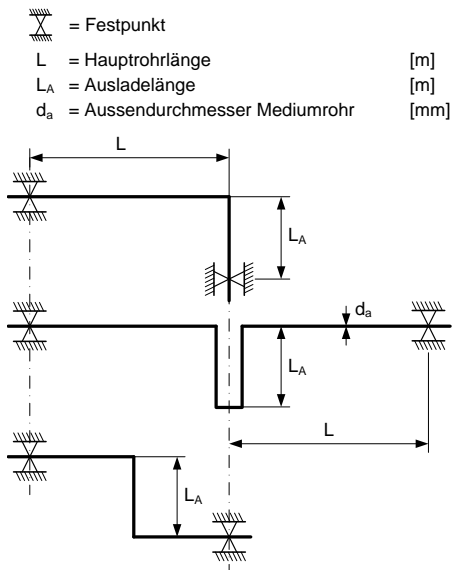 = Festpunkt
L = Hauptrohrlänge [m]
LA = Ausladelänge [m]
da = Aussendurchmesser Mediumrohr [mm]
L
LA
da
LA
L
LA